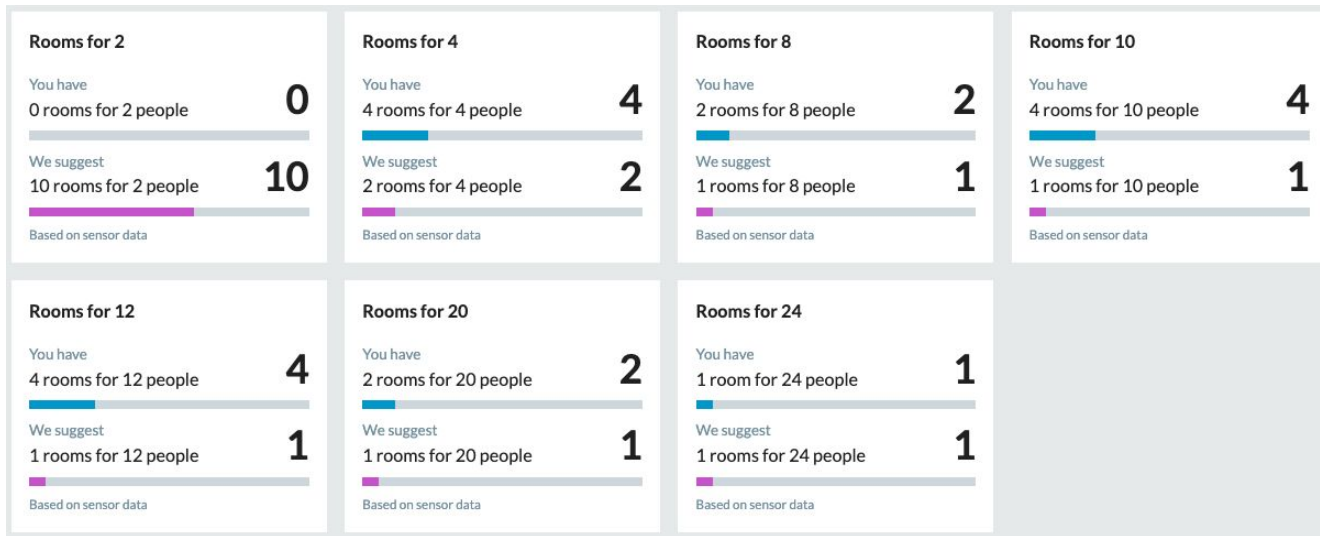 Rooms for 2
You have
0 rooms for 2 people
0
We suggest
10 rooms for 2 people
10
Based on sensor data
Rooms for 4
You have
4 rooms for 4 people
4
We suggest
2 rooms for 4 people
2
Based on sensor data
Rooms for 8
You have
2 rooms for 8 people
2
We suggest
1 rooms for 8 people
1
Based on sensor data
Rooms for 10
You have
4 rooms for 10 people
4
We suggest
1 rooms for 10 people
1
Based on sensor data
Rooms for 12
You have
4 rooms for 12 people
4
We suggest
1 rooms for 12 people
1
Based on sensor data
Rooms for 20
You have
2 rooms for 20 people
2
We suggest
1 rooms for 20 people
1
Based on sensor data
Rooms for 24
You have
1 room for 24 people
1
We suggest
1 rooms for 24 people
1
Based on sensor data